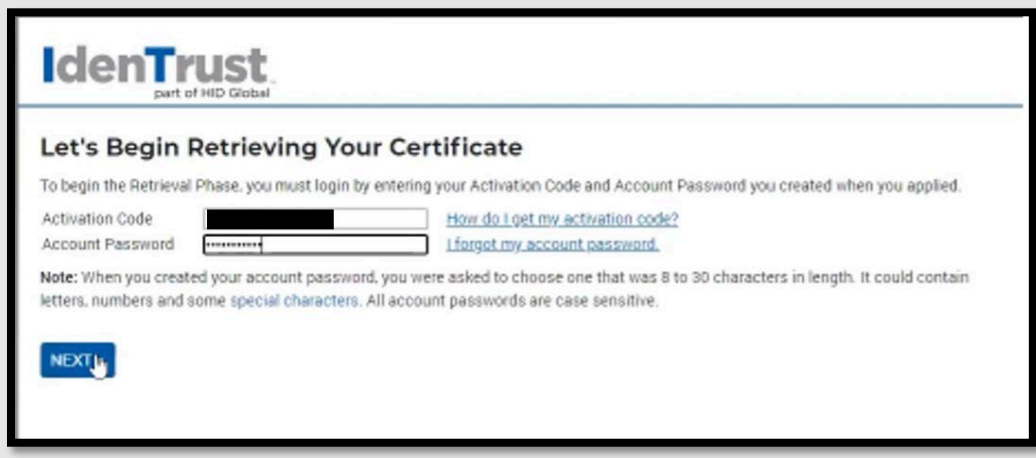 IdenTrust
part of HID Global
Let's Begin Retrieving Your Certificate
To begin the Retrieval Phase, you must login by entering your Activation Code and Account Password you created when you applied.
Activation Code How do I get my activation code?
Account Password I forgot my account password.
Note: When you created your account password, you were asked to choose one that was 8 to 30 characters in length. It could contain
letters, numbers and some special characters. All account passwords are case sensitive.
NEXT